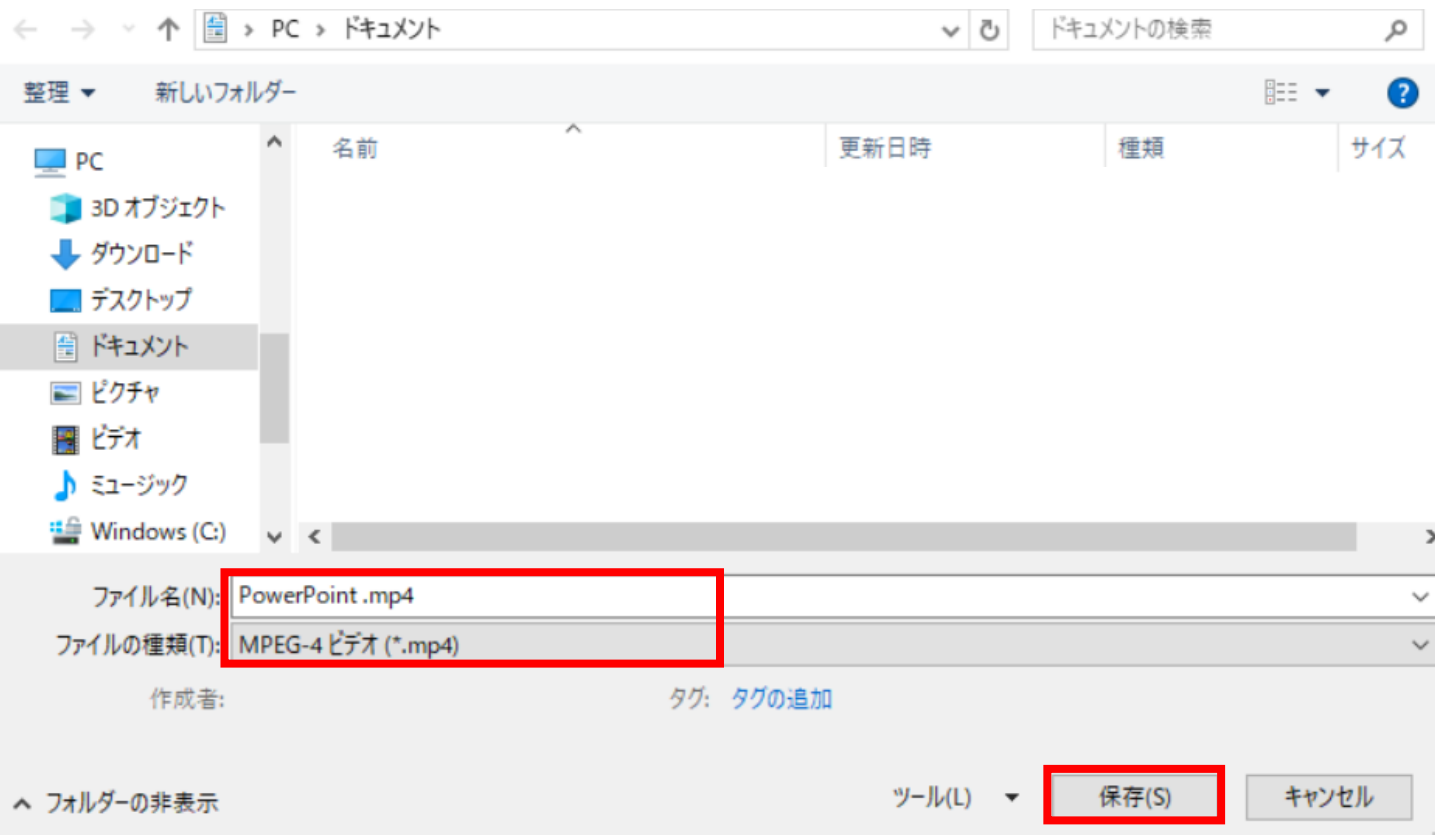 PC › ドキュメント
ドキュメントの検索
整理
新しいフォルダー
名前
更新日時
種類
サイズ
PC
3D オブジェクト
ダウンロード
デスクトップ
ドキュメント
ピクチャ
ビデオ
ミュージック
Windows (C:)
ファイル名(N): PowerPoint .mp4
ファイルの種類(T): MPEG-4 ビデオ (*.mp4)
作成者:
タグ: タグの追加
フォルダーの非表示
ツール(L)
保存(S)
キャンセル